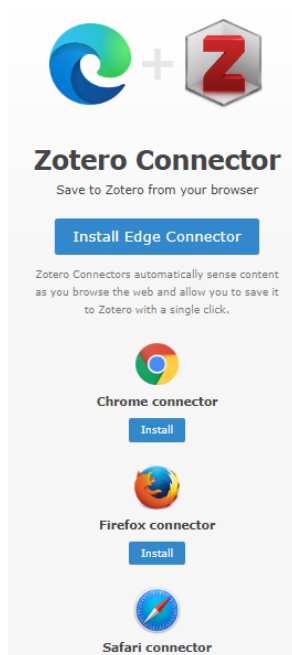 Z
Zotero Connector
Save to Zotero from your browser
Install Edge Connector
Zotero Connectors automatically sense content
as you browse the web and allow you to save it
to Zotero with a single click.
Chrome connector
Install
Firefox connector
Install
Safari connector